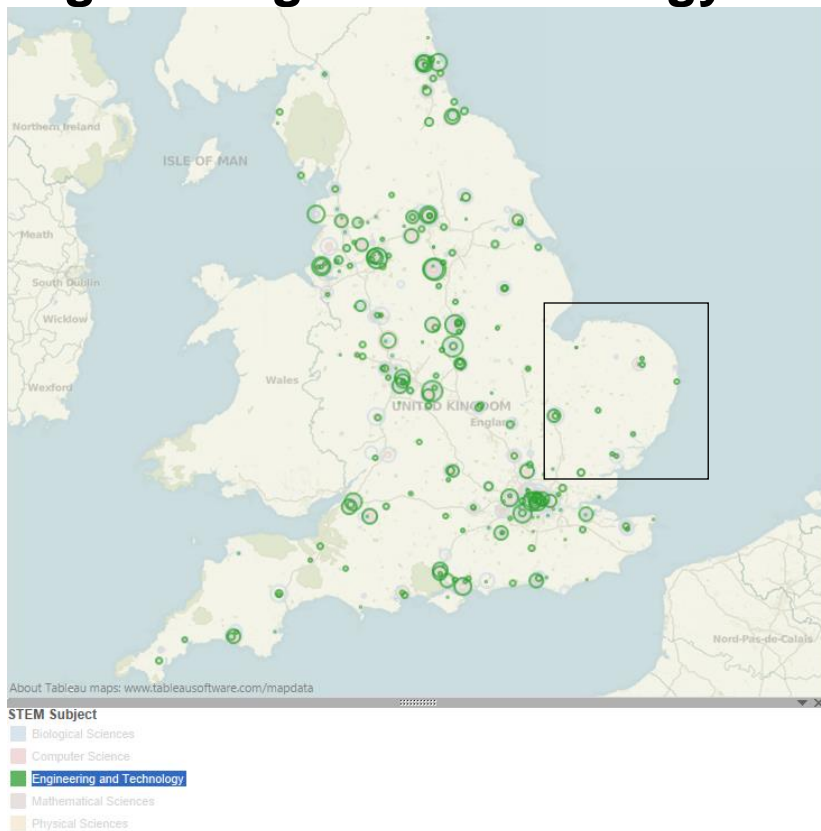 Northern Ireland
ISLE OF MAN
Meath
South Dublin
Wicklow
Wales
Wexford
UNITED KINGDOM
England
Nord-Pas-de-Calais
About Tableau maps: www.tableausoftware.com/mapdata
STEM Subject
Biological Sciences
Computer Science
Engineering and Technology
Mathematical Sciences
Physical Sciences